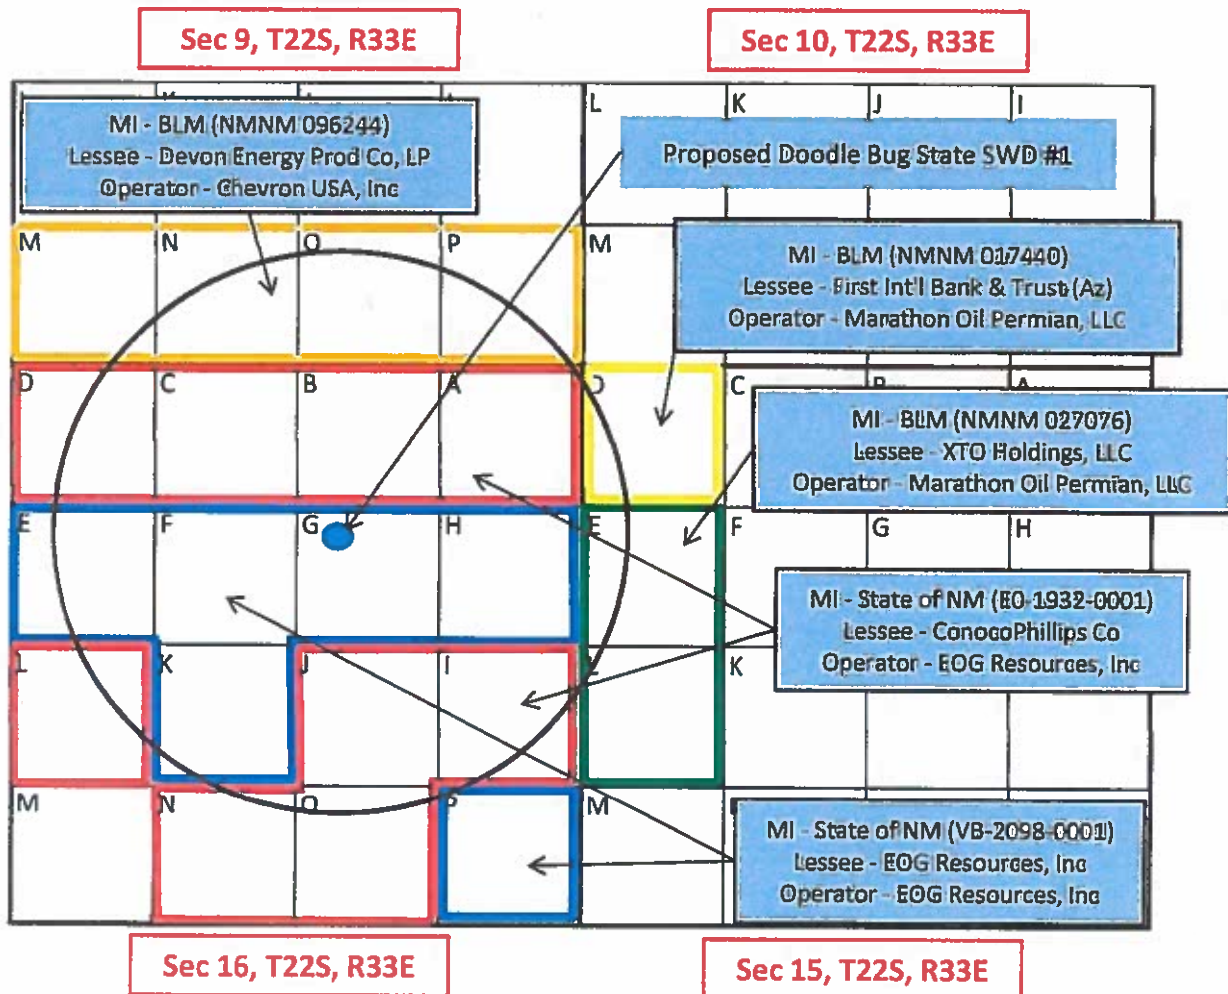 Sec 9, T22S, R33E
Sec 10, T22S, R33E
L K J I
MI - BLM (NMNM 096244)
Lessee - Devon Energy Prod Co, LP
Operator - Chevron USA, Inc
Proposed Doodle Bug State SWD #1
M N O P M
MI - BLM (NMNM 017440)
Lessee - First Int'l Bank & Trust (Az)
Operator - Marathon Oil Permian, LLC
D C B A D C
MI - BLM (NMNM 027076)
Lessee - XTO Holdings, LLC
Operator - Marathon Oil Permian, LLC
E F G H E F G H
MI - State of NM (E0-1932-0001)
Lessee - ConocoPhillips Co
Operator - EOG Resources, Inc
L K J I L K
M N O P M
MI - State of NM (VB-2098-0001)
Lessee - EOG Resources, Inc
Operator - EOG Resources, Inc
Sec 16, T22S, R33E
Sec 15, T22S, R33E